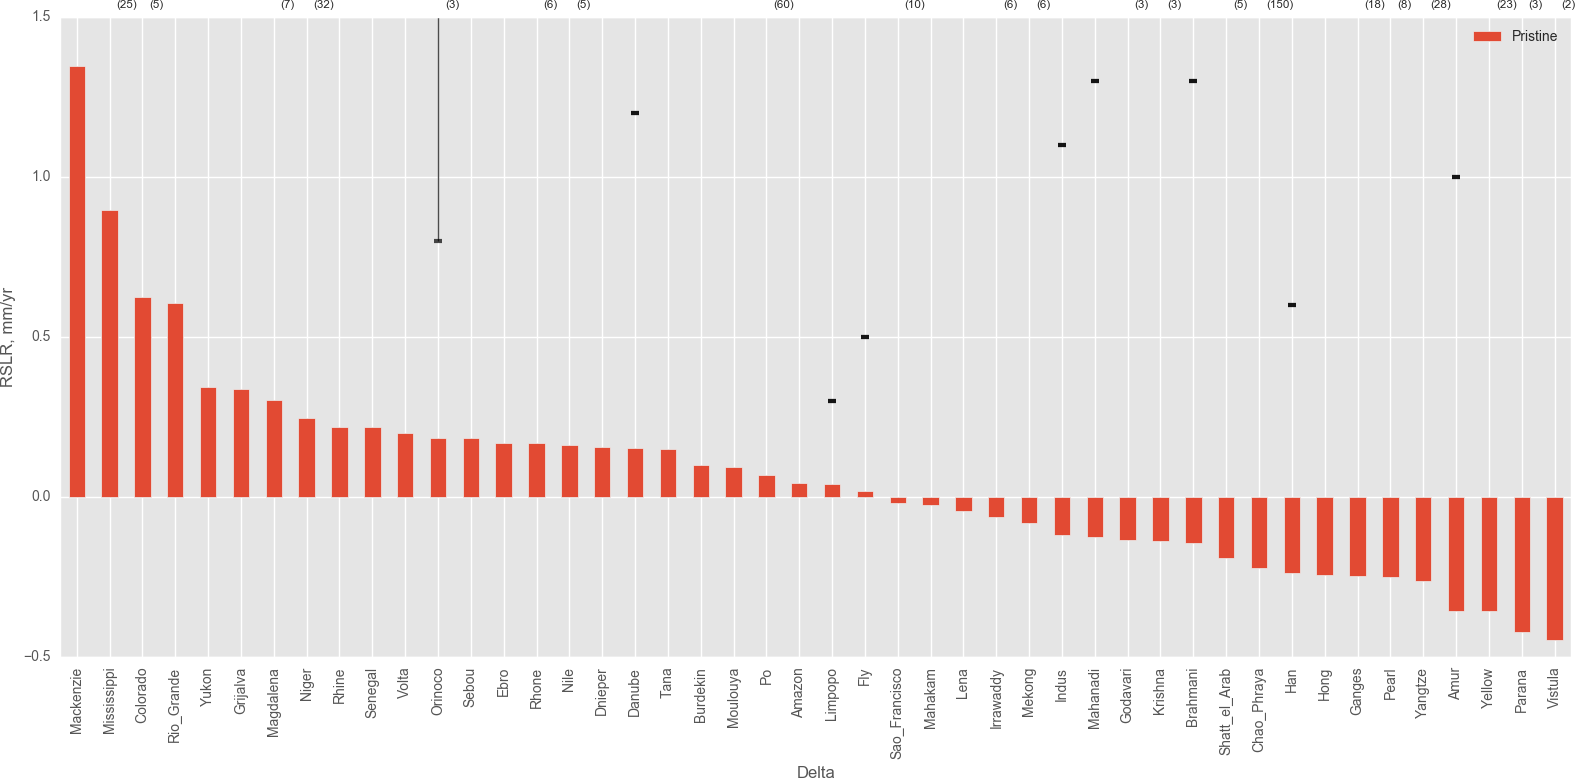 (25) (5) (7) (32) (3) (6) (5) (60) (10) (6) (6) (3) (3) (5) (150) (18) (8) (28) (23) (3) (2)
1.5
1.0
0.5
0.0
−0.5
RSLR, mm/yr
Pristine
Mackenzie
Mississippi
Colorado
Rio_Grande
Yukon
Grijalva
Magdalena
Niger
Rhine
Senegal
Volta
Orinoco
Sebou
Ebro
Rhone
Nile
Dnieper
Danube
Tana
Burdekin
Moulouya
Po
Amazon
Limpopo
Fly
Sao_Francisco
Mahakam
Lena
Irrawaddy
Mekong
Indus
Mahanadi
Godavari
Krishna
Brahmani
Shatt_el_Arab
Chao_Phraya
Han
Hong
Ganges
Pearl
Yangtze
Amur
Yellow
Parana
Vistula
Delta